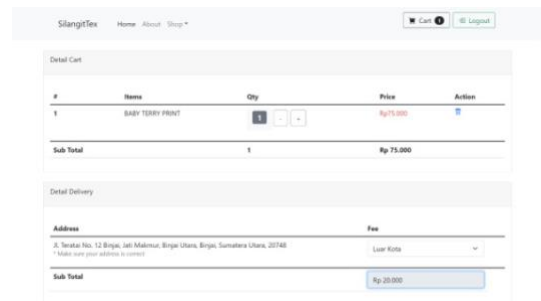 SilangitTex Home About Shop Cart 1 Logout
Detail Cart
# Items Qty Price Action
1 BABY TERRY PRINT 1 - + Rp75.000
Sub Total 1 Rp 75.000
Detail Delivery
Address Fee
Jl. Teratai No. 12 Binjai, Jati Makmur, Binjai Utara, Binjai, Sumatera Utara, 20748 Luar Kota
* Make sure your address is correct
Sub Total Rp 20.000